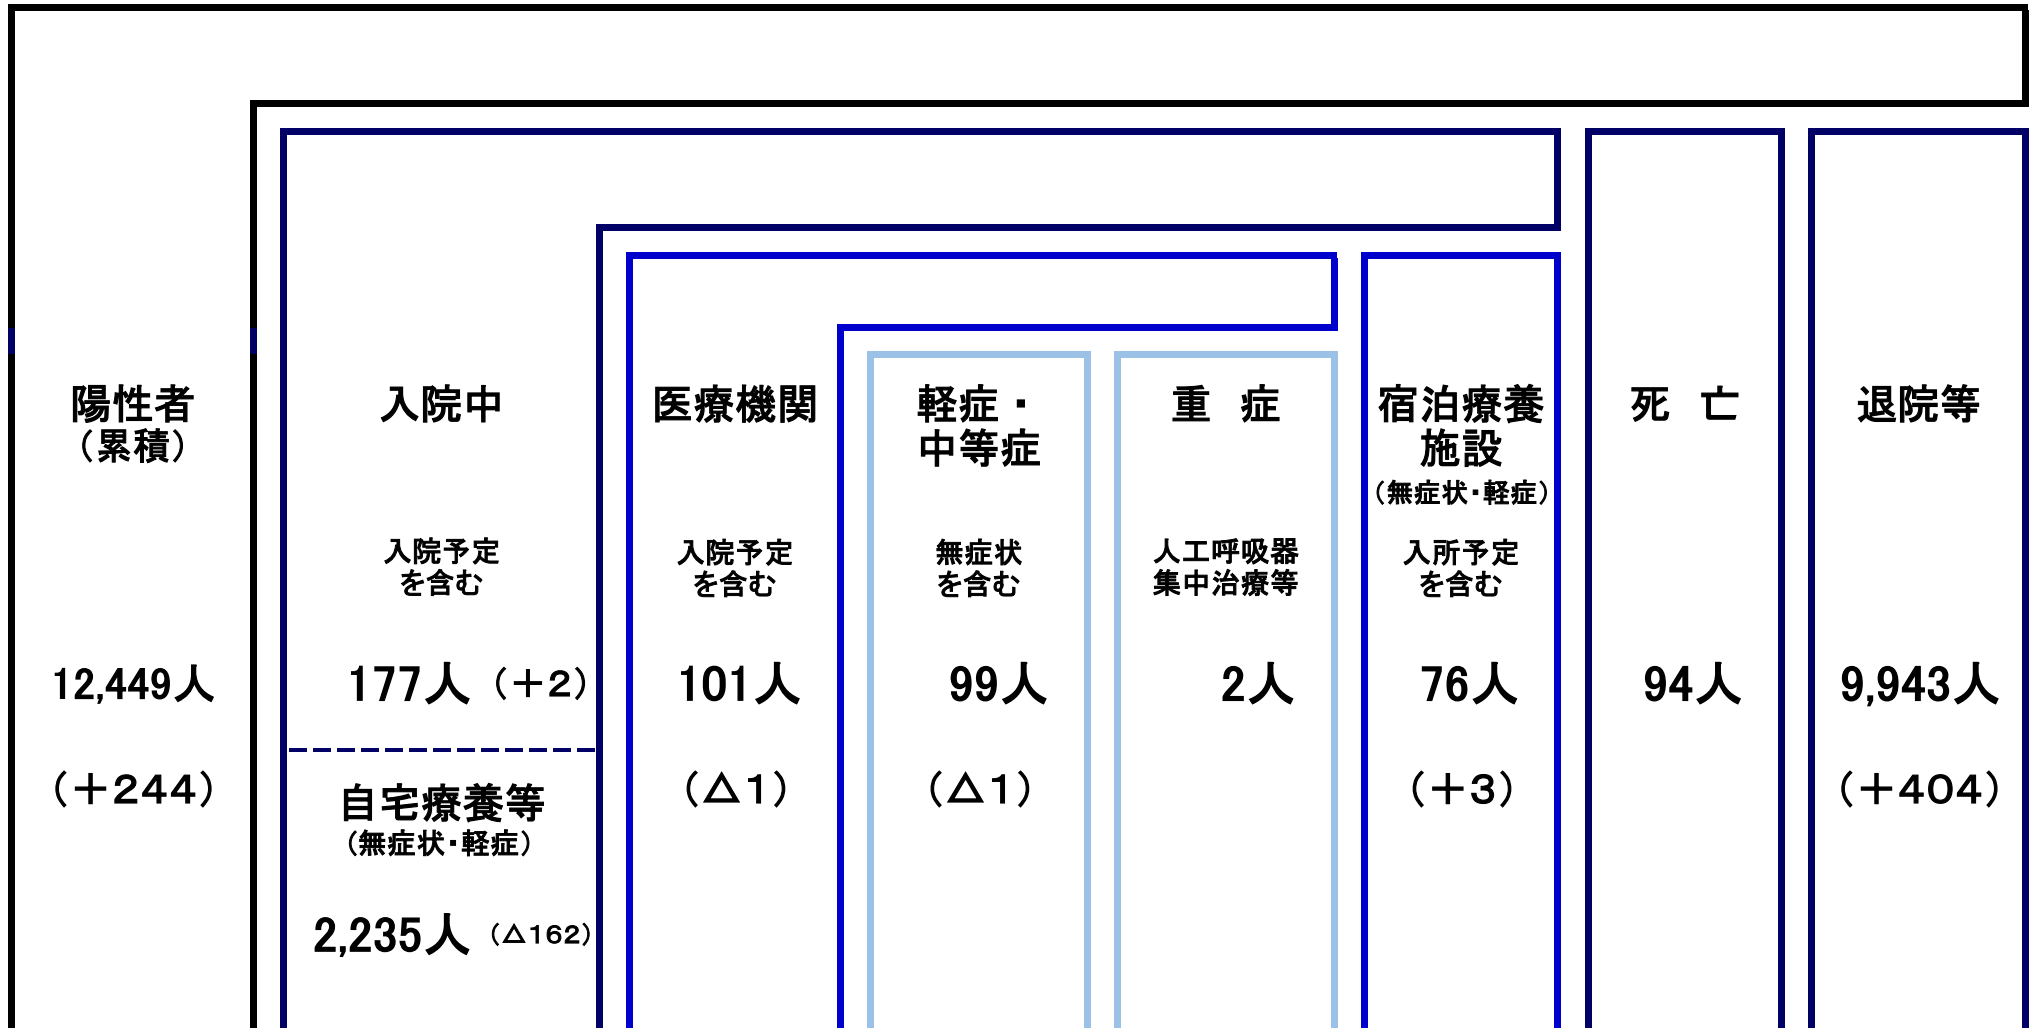 陽性者
（累積）
12,449人
（＋244）
入院中
入院予定
を含む
177人（＋2）
自宅療養等
（無症状・軽症）
2,235人（△162）
医療機関
入院予定
を含む
101人
（△1）
軽症・
中等症
無症状
を含む
99人
（△1）
重　症
人工呼吸器
集中治療等
2人
宿泊療養
施設
（無症状・軽症）
入所予定
を含む
76人
（＋3）
死　亡
94人
退院等
9,943人
（＋404）